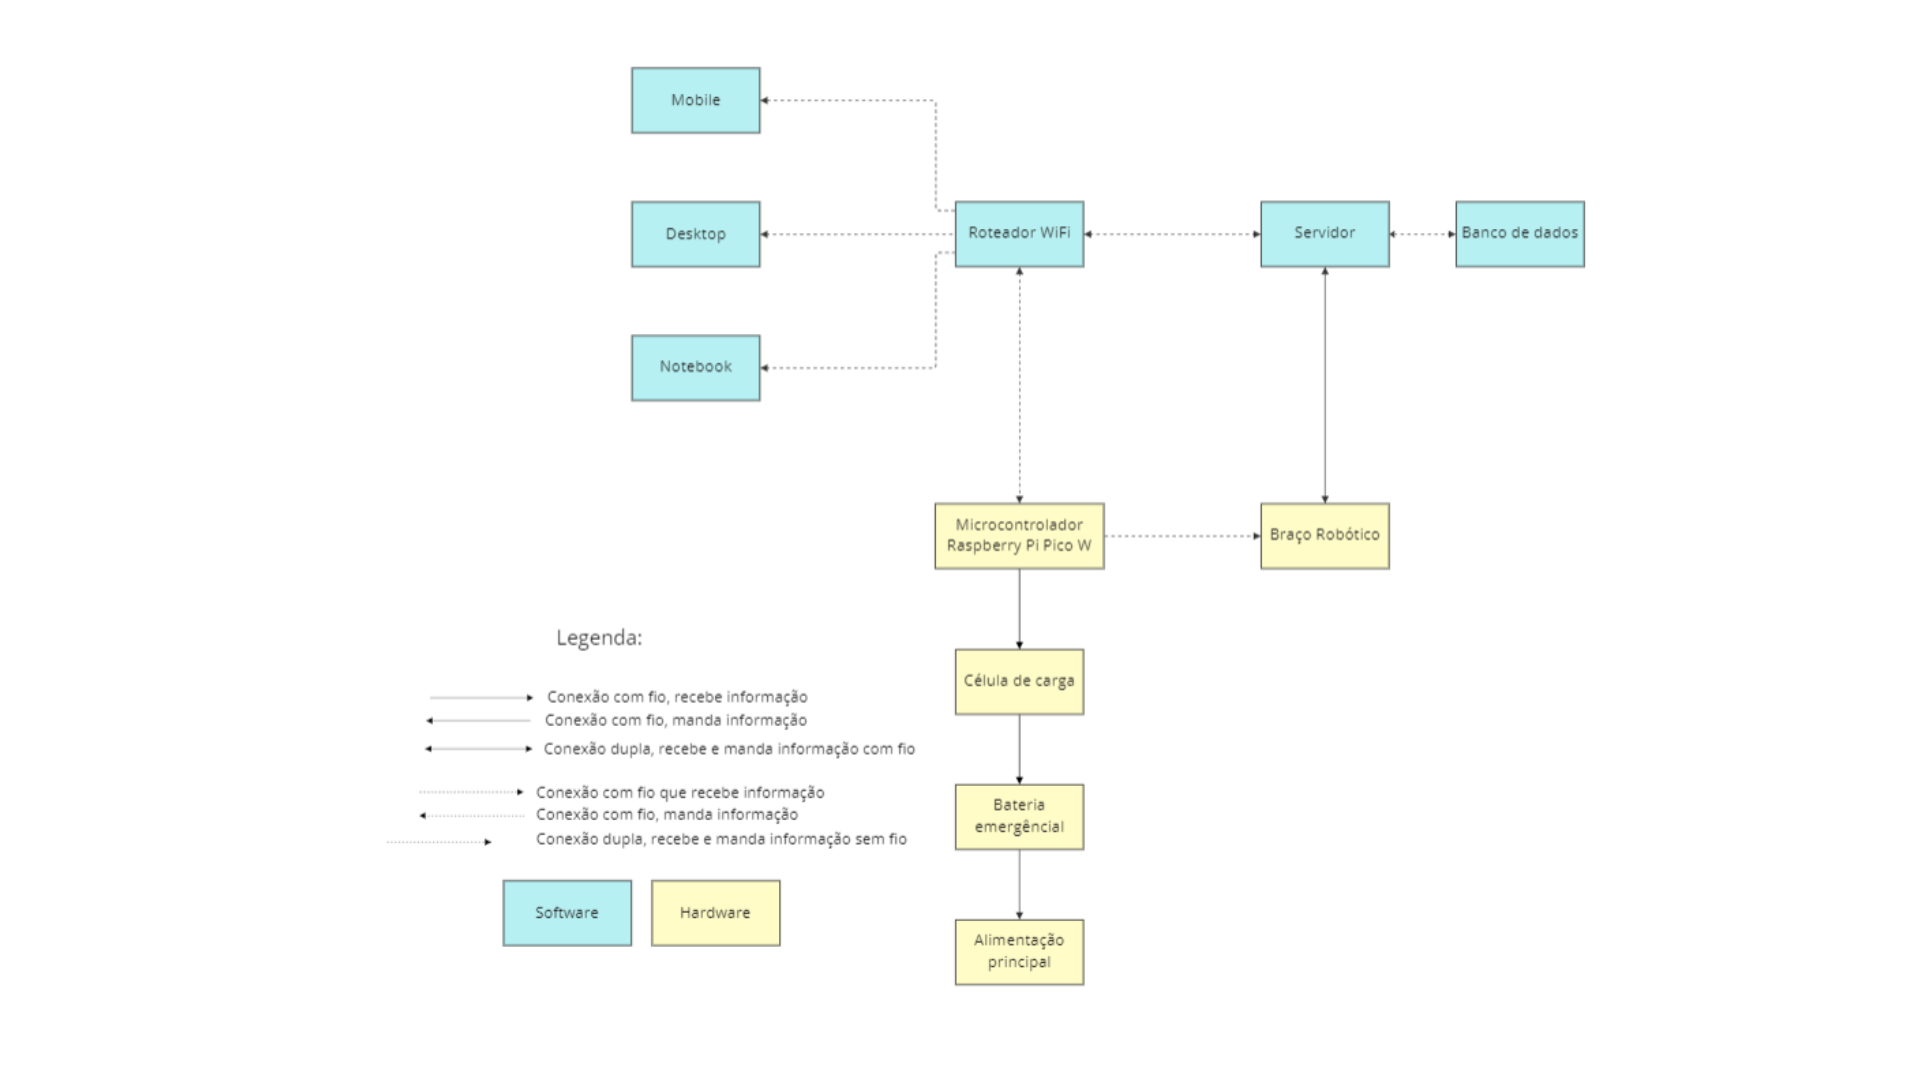 Mobile
Desktop
Roteador WiFi
Servidor
Banco de dados
Notebook
Microcontrolador
Raspberry Pi Pico W
Braço Robótico
Célula de carga
Bateria
emergêncial
Alimentação
principal
Legenda:
Conexão com fio, recebe informação
Conexão com fio, manda informação
Conexão dupla, recebe e manda informação com fio
Conexão com fio que recebe informação
Conexão com fio, manda informação
Conexão dupla, recebe e manda informação sem fio
Software
Hardware